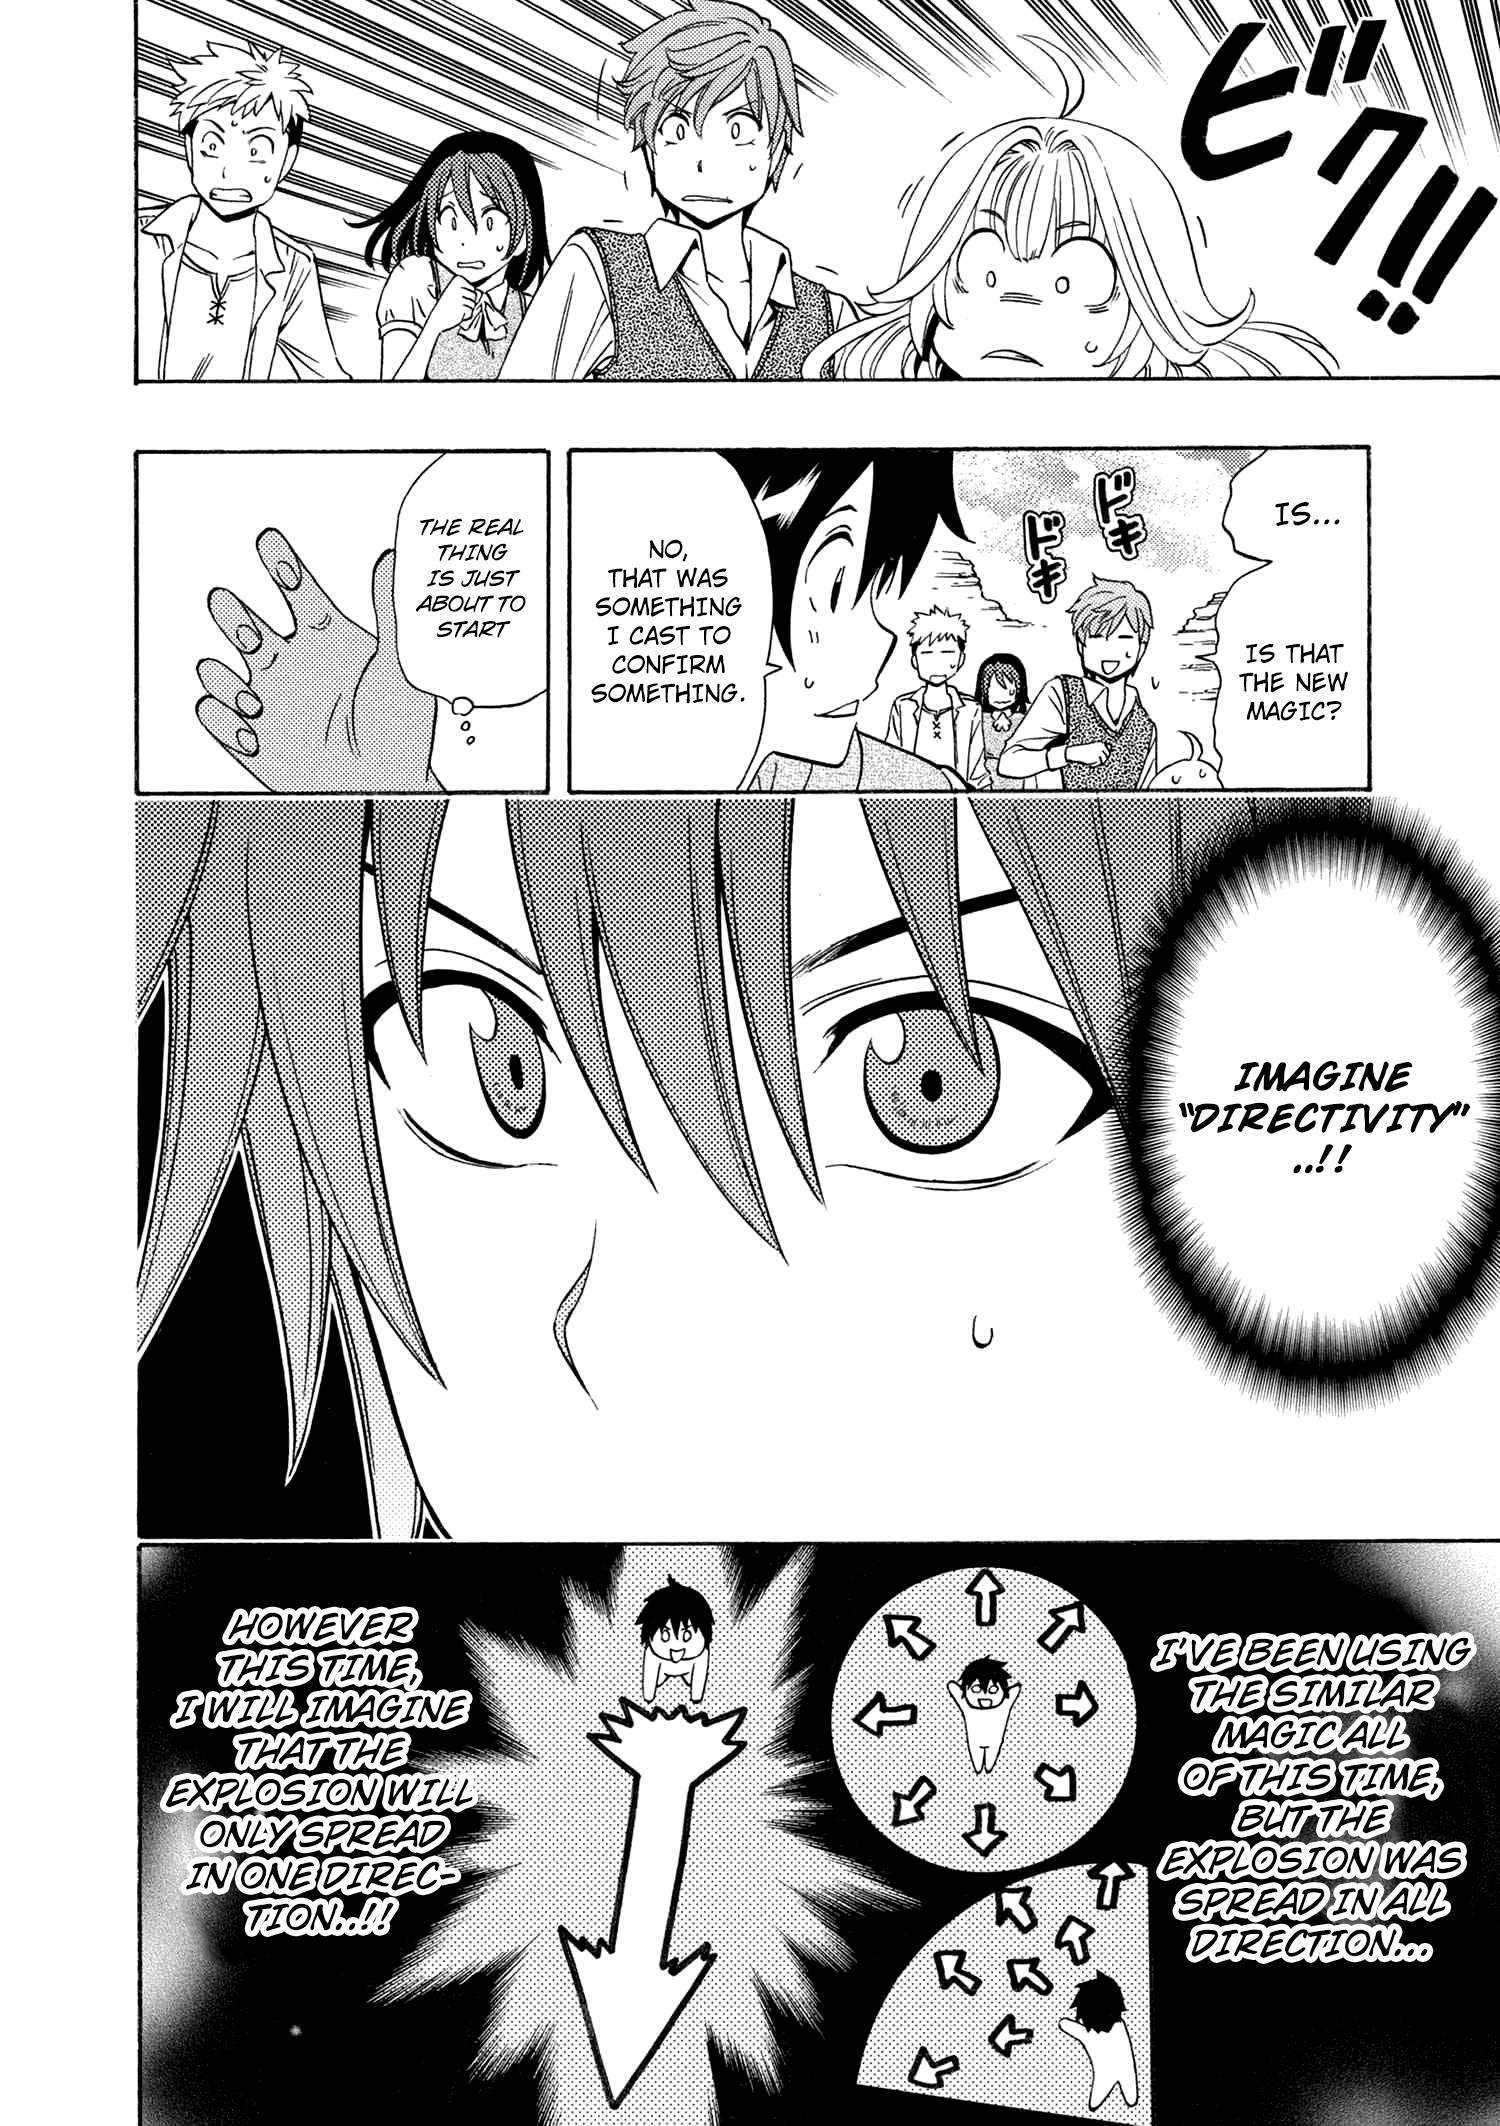 ビクッ!!
IS...
IS THAT
THE NEW
MAGIC?
ドキ
ドキ
NO,
THAT WAS
SOMETHING
I CAST TO
CONFIRM
SOMETHING.
THE REAL
THING
IS JUST
ABOUT TO
START
IMAGINE
"DIRECTIVITY"
..!!
I'VE BEEN USING
THE SIMILAR
MAGIC ALL
OF THIS TIME,
BUT THE
EXPLOSION WAS
SPREAD IN ALL
DIRECTION...
HOWEVER
THIS TIME,
I WILL IMAGINE
THAT THE
EXPLOSION WILL
ONLY SPREAD
IN ONE DIREC-
TION..!!